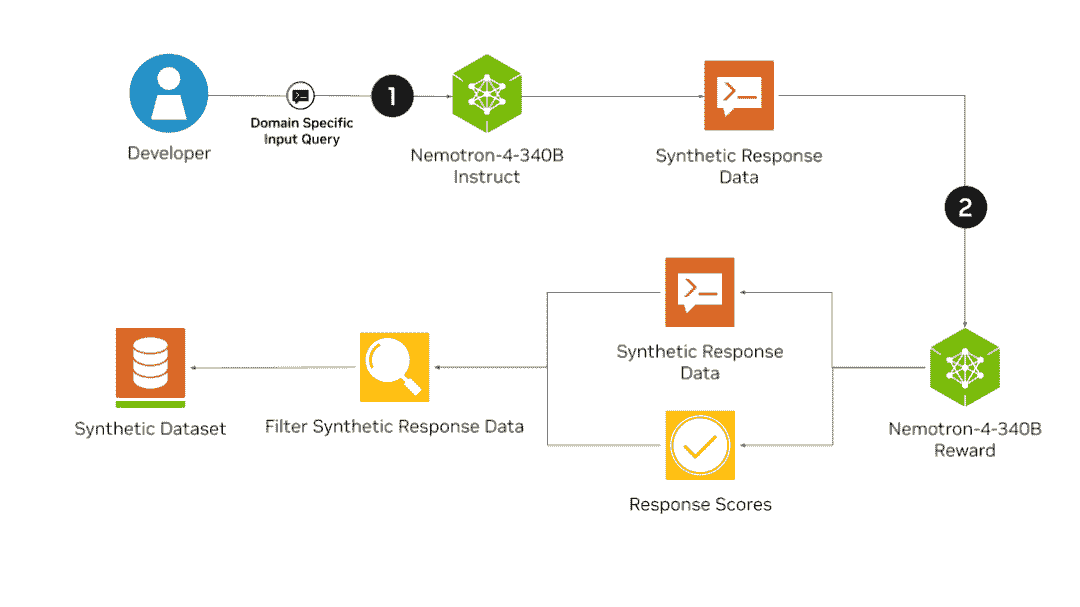 1
Domain Specific
Input Query
Developer
Nemotron-4-340B
Instruct
Synthetic Response
Data
2
Synthetic Response
Data
Synthetic Dataset
Filter Synthetic Response Data
Nemotron-4-340B
Reward
Response Scores